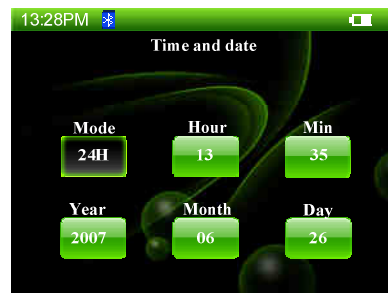 13:28PM
Time and date
Mode Hour Min
24H 13 35
Year Month Day
2007 06 26